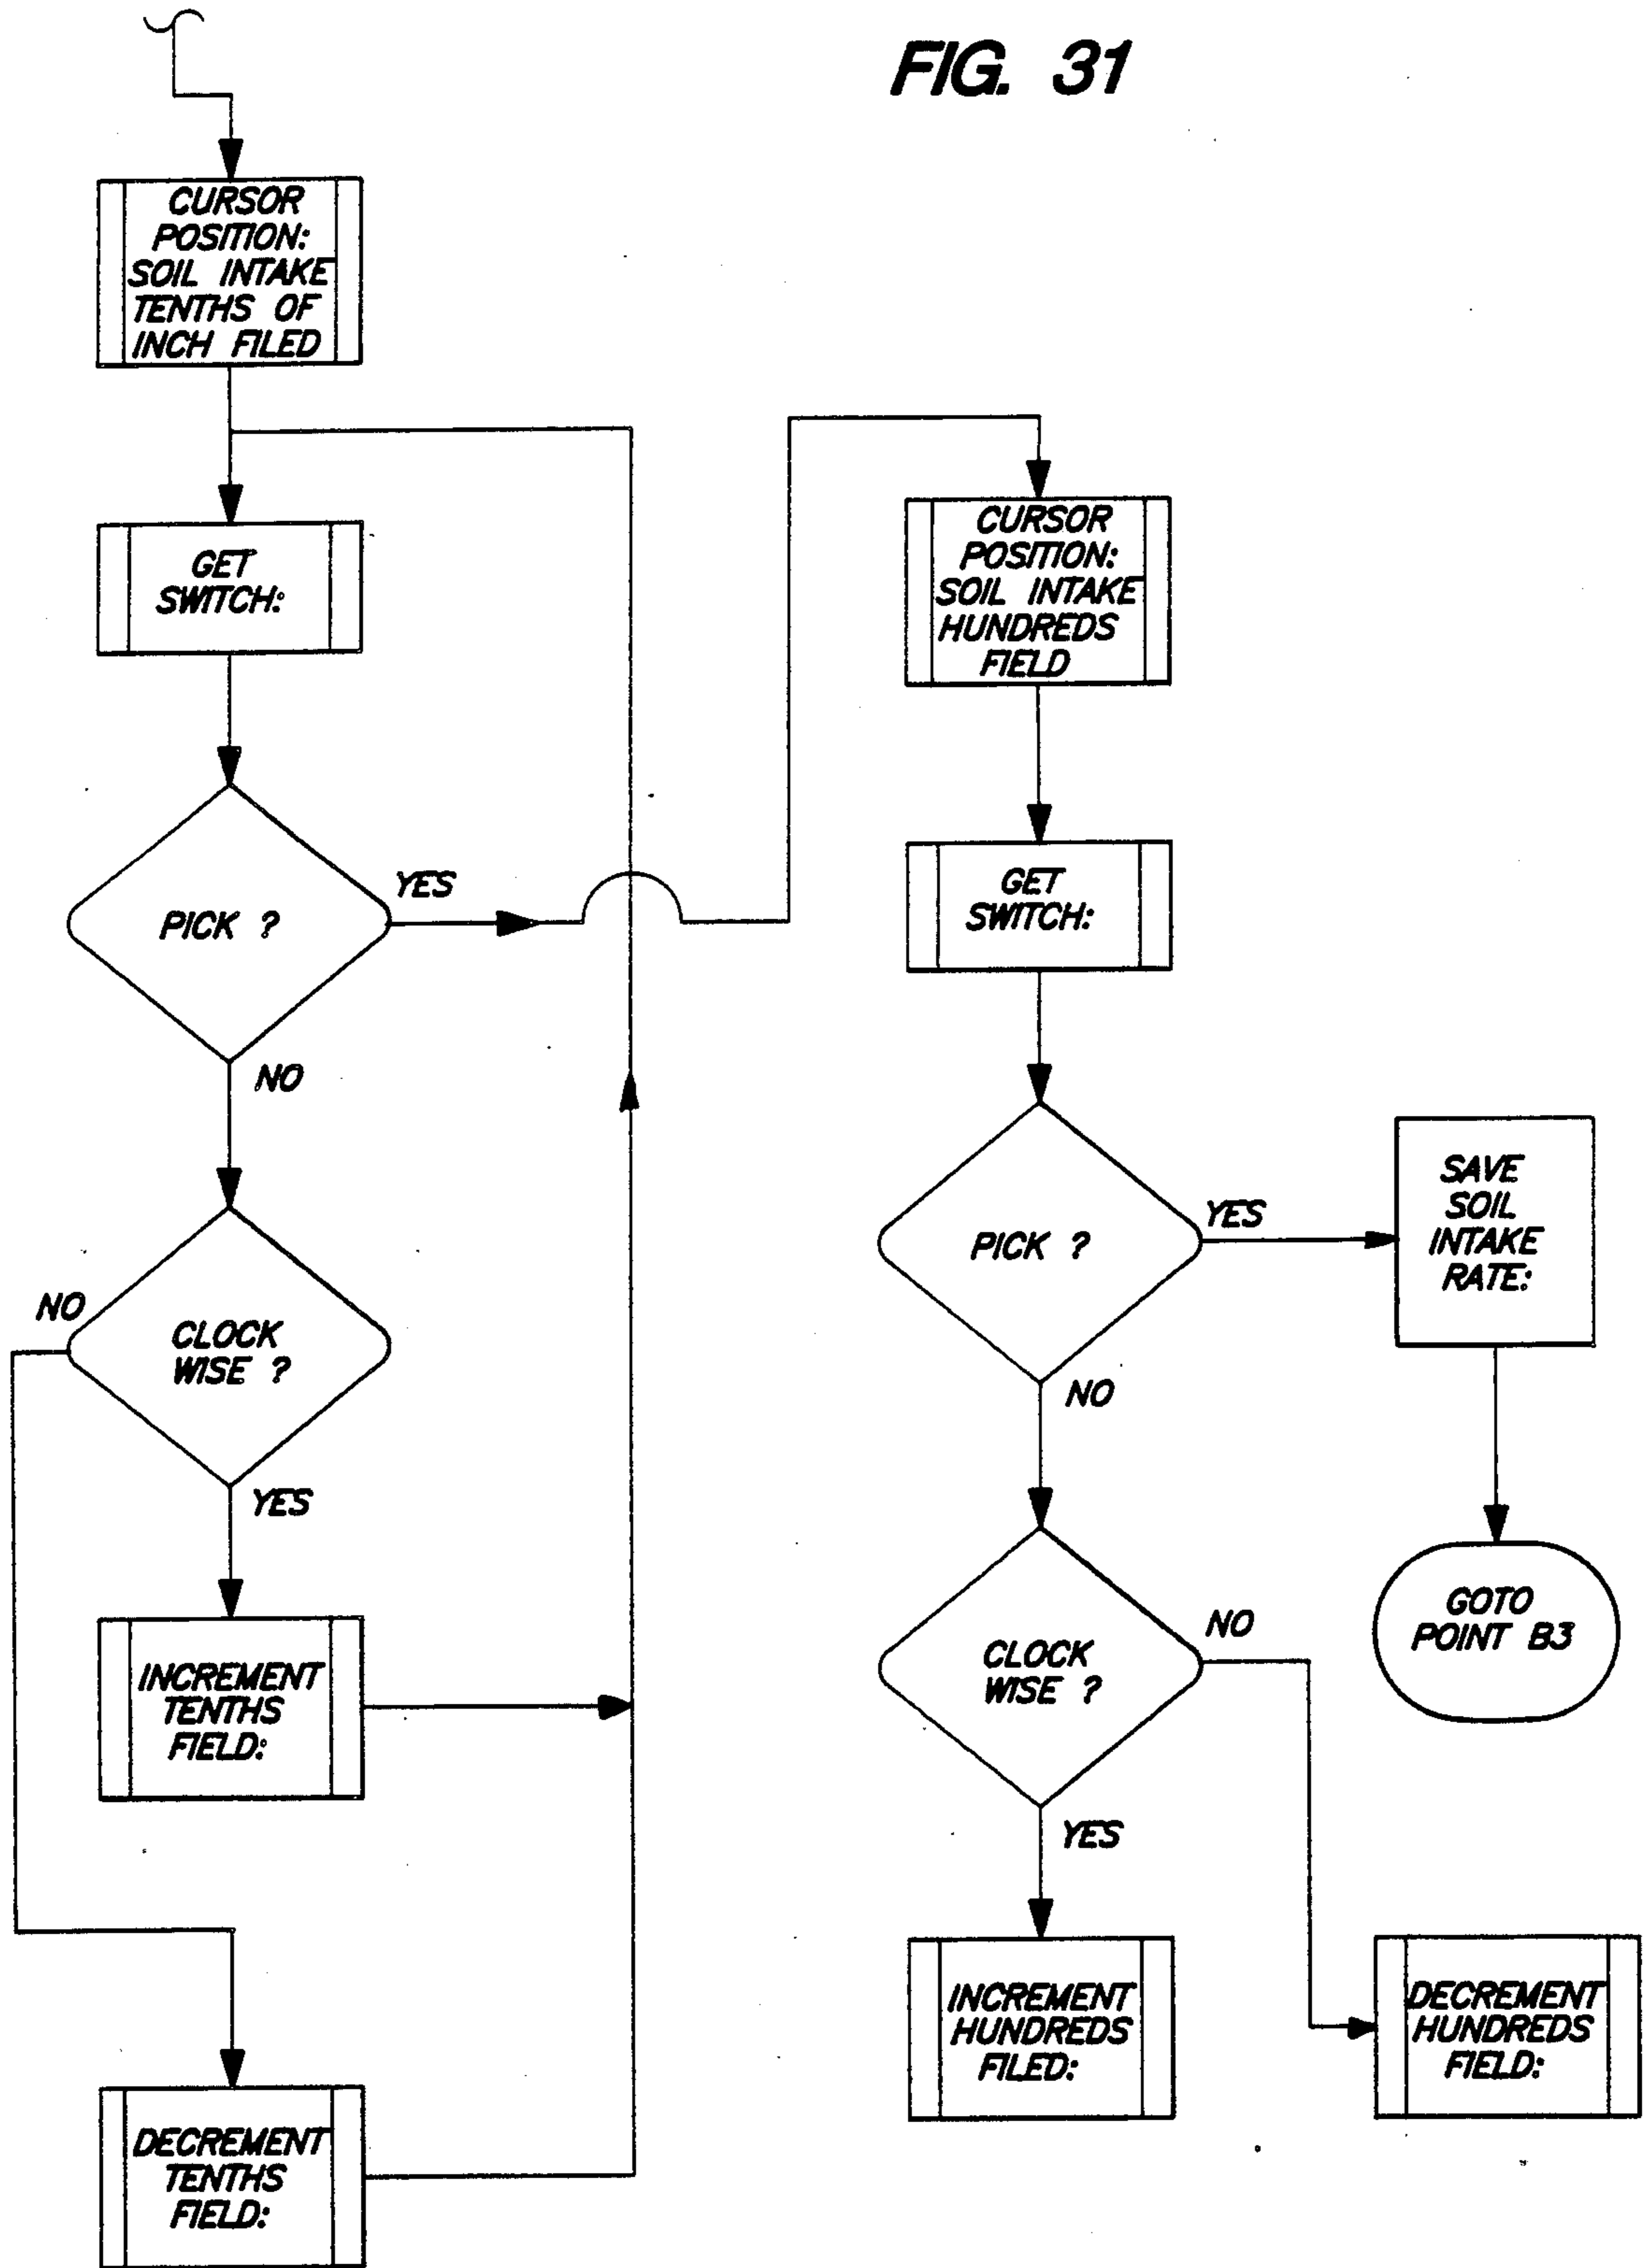 FIG. 31
CURSOR
POSITION:
SOIL INTAKE
TENTHS OF
INCH FILED
GET
SWITCH:
PICK ?
YES
NO
CLOCK
WISE ?
NO
YES
INCREMENT
TENTHS
FIELD:
DECREMENT
TENTHS
FIELD:
CURSOR
POSITION:
SOIL INTAKE
HUNDREDS
FIELD
GET
SWITCH:
PICK ?
YES
NO
SAVE
SOIL
INTAKE
RATE:
GOTO
POINT B3
CLOCK
WISE ?
NO
YES
INCREMENT
HUNDREDS
FILED:
DECREMENT
HUNDREDS
FIELD: